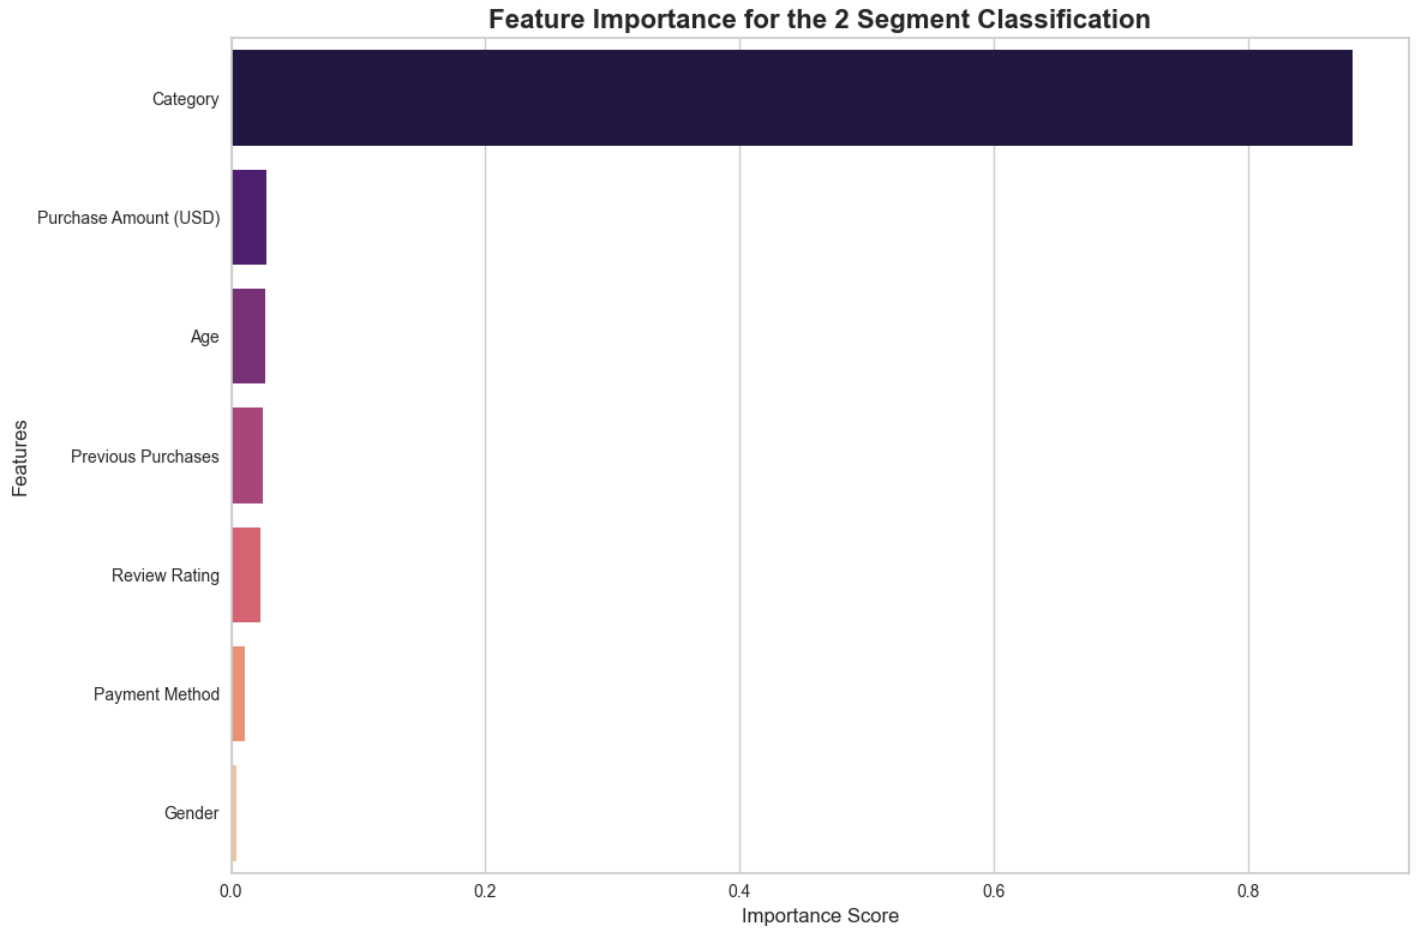 Feature Importance for the 2 Segment Classification
Category
Purchase Amount (USD)
Age
Previous Purchases
Review Rating
Payment Method
Gender
Features
0.0 0.2 0.4 0.6 0.8
Importance Score